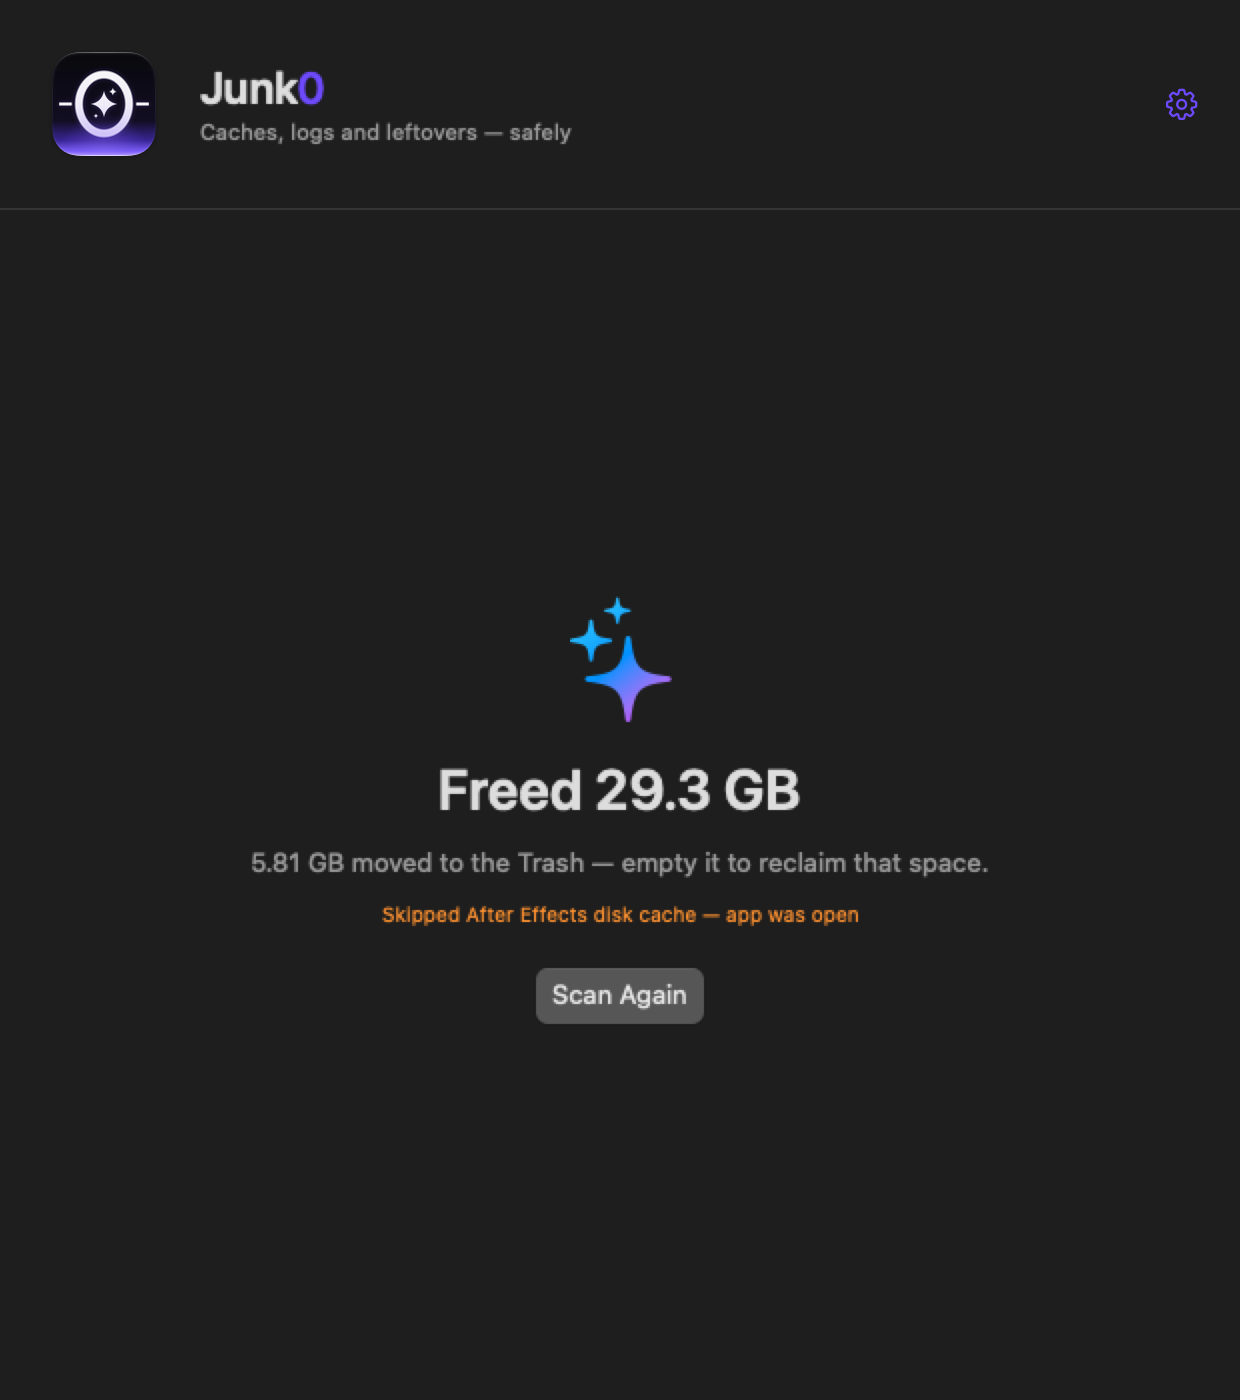 Junk0
Caches, logs and leftovers — safely
Freed 29.3 GB
5.81 GB moved to the Trash — empty it to reclaim that space.
Skipped After Effects disk cache — app was open
Scan Again